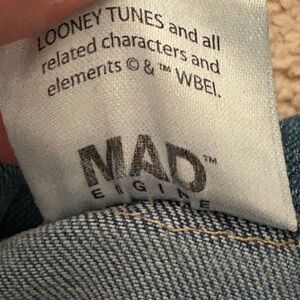 LOONEY TUNES and all
related characters and
elements © & ™ WBEI.
MAD™
ENGINE